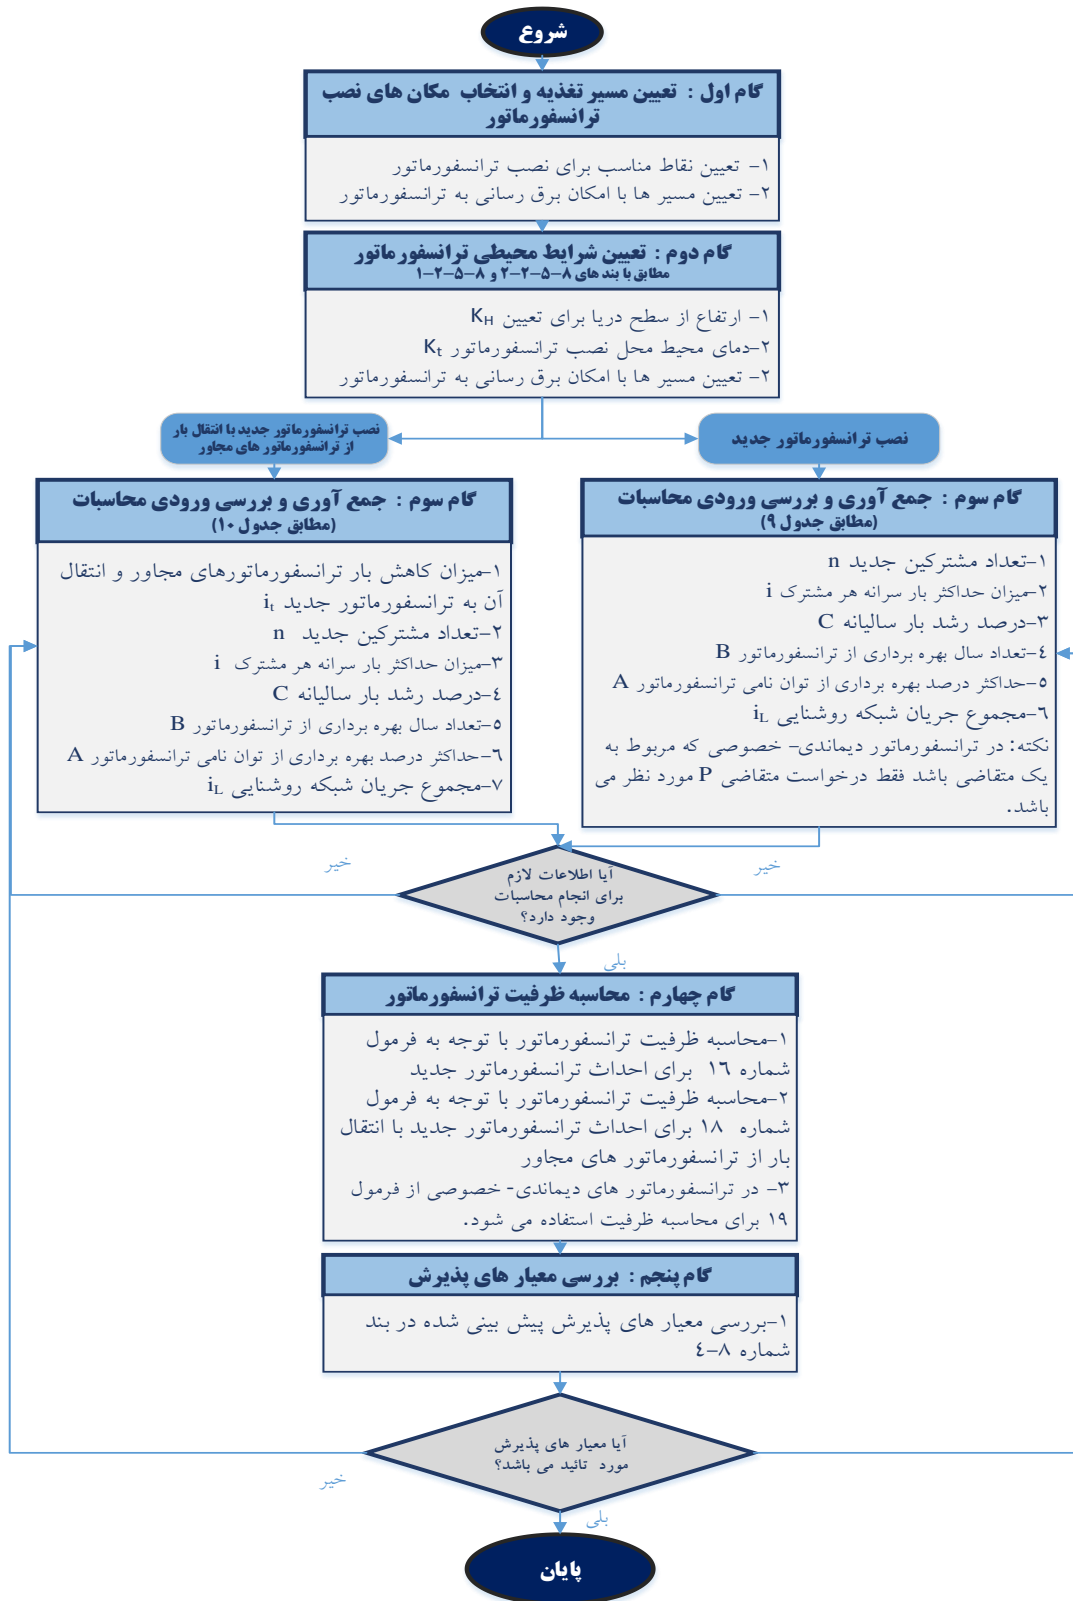 شروع
گام اول : تعیین مسیر تغذیه و انتخاب مکان های نصب
ترانسفورماتور
۱- تعیین نقاط مناسب برای نصب ترانسفورماتور
۲- تعیین مسیر ها با امکان برق رسانی به ترانسفورماتور
گام دوم : تعیین شرایط محیطی ترانسفورماتور
مطابق با بند های ۸-۵-۲-۲ و ۸-۵-۲-۱
۱- ارتفاع از سطح دریا برای تعیین KH
۲-دمای محیط محل نصب ترانسفورماتور Kt
۲- تعیین مسیر ها با امکان برق رسانی به ترانسفورماتور
نصب ترانسفورماتور جدید
نصب ترانسفورماتور جدید با انتقال بار
از ترانسفورماتور های مجاور
گام سوم : جمع آوری و بررسی ورودی محاسبات
(مطابق جدول ۹)
۱-تعداد مشترکین جدید n
۲-میزان حداکثر بار سرانه هر مشترک i
۳-درصد رشد بار سالیانه C
٤-تعداد سال بهره برداری از ترانسفورماتور B
٥-حداکثر درصد بهره برداری از توان نامی ترانسفورماتور A
٦-مجموع جریان شبکه روشنایی iL
نکته: در ترانسفورماتور دیماندی- خصوصی که مربوط به
یک متقاضی باشد فقط درخواست متقاضی P مورد نظر می
باشد.
گام سوم : جمع آوری و بررسی ورودی محاسبات
(مطابق جدول ۱۰)
۱-میزان کاهش بار ترانسفورماتورهای مجاور و انتقال
آن به ترانسفورماتور جدید it
۲-تعداد مشترکین جدید n
۳-میزان حداکثر بار سرانه هر مشترک i
٤-درصد رشد بار سالیانه C
٥-تعداد سال بهره برداری از ترانسفورماتور B
٦-حداکثر درصد بهره برداری از توان نامی ترانسفورماتور A
۷-مجموع جریان شبکه روشنایی iL
خیر
خیر
آیا اطلاعات لازم
برای انجام محاسبات
وجود دارد؟
بلی
گام چهارم : محاسبه ظرفیت ترانسفورماتور
۱-محاسبه ظرفیت ترانسفورماتور با توجه به فرمول
شماره ۱٦ برای احداث ترانسفورماتور جدید
۲-محاسبه ظرفیت ترانسفورماتور با توجه به فرمول
شماره ۱۸ برای احداث ترانسفورماتور جدید با انتقال
بار از ترانسفورماتور های مجاور
۳- در ترانسفورماتور های دیماندی- خصوصی از فرمول
۱۹ برای محاسبه ظرفیت استفاده می شود.
گام پنجم : بررسی معیار های پذیرش
۱-بررسی معیار های پذیرش پیش بینی شده در بند
شماره ۸-٤
آیا معیار های پذیرش
مورد تائید می باشد؟
خیر
بلی
پایان